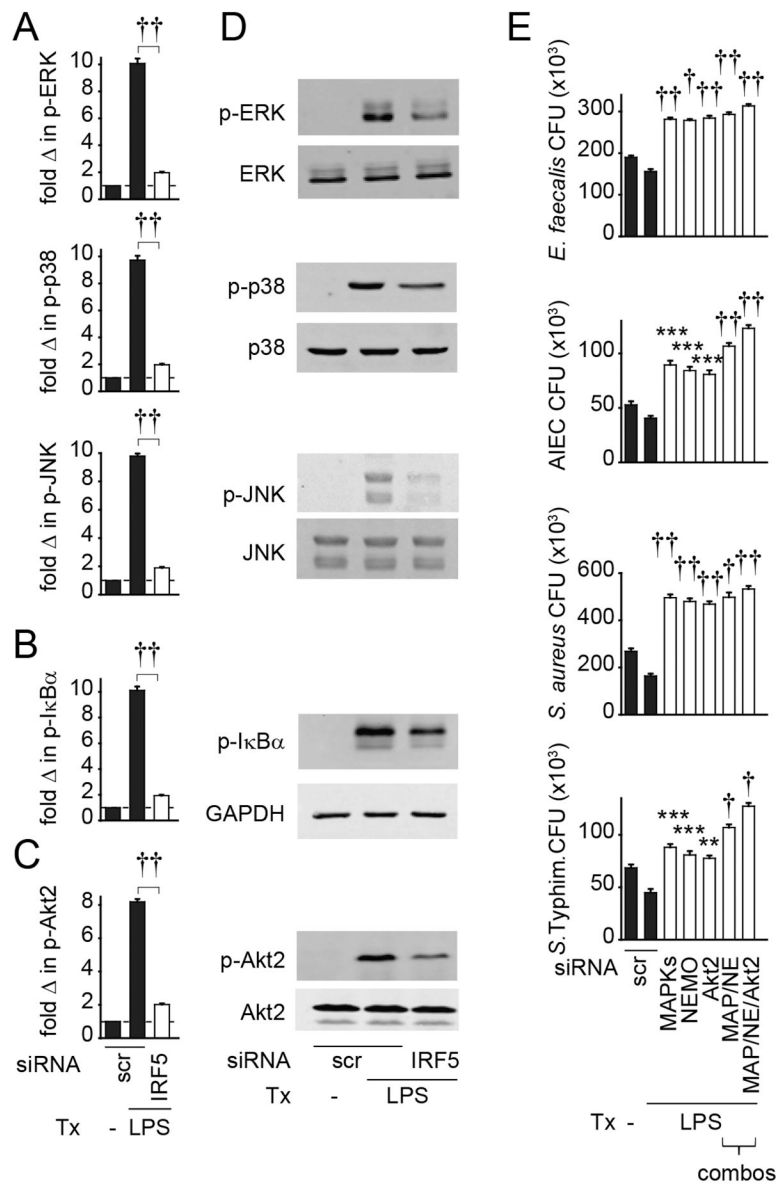 A
††
fold Δ in p-ERK
10
8
6
4
2
0
††
fold Δ in p-p38
10
8
6
4
2
0
††
fold Δ in p-JNK
10
8
6
4
2
0
B
††
fold Δ in p-IκBα
10
8
6
4
2
0
C
††
fold Δ in p-Akt2
8
6
4
2
0
siRNA scr IRF5
Tx - LPS
D
p-ERK
ERK
p-p38
p38
p-JNK
JNK
p-IκBα
GAPDH
p-Akt2
Akt2
siRNA scr IRF5
Tx - LPS
E
E. faecalis CFU (x10³)
300
200
100
0
†† † †† †† ††
AIEC CFU (x10³)
100
50
0
*** *** *** †† ††
S. aureus CFU (x10³)
600
400
200
0
†† †† †† † ††
S.Typhim. CFU (x10³)
100
50
0
*** *** ** † †
siRNA scr MAPKs NEMO Akt2 MAP/NE MAP/NE/Akt2
Tx - LPS
combos